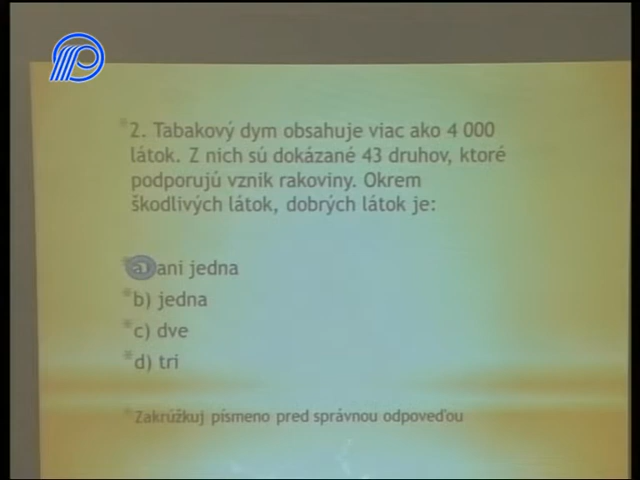 2. Tabakový dym obsahuje viac ako 4 000
látok. Z nich sú dokázané 43 druhov, ktoré
podporujú vznik rakoviny. Okrem
škodlivých látok, dobrých látok je:
a) ani jedna
b) jedna
c) dve
d) tri
Zakrúžkuj písmeno pred správnou odpoveďou